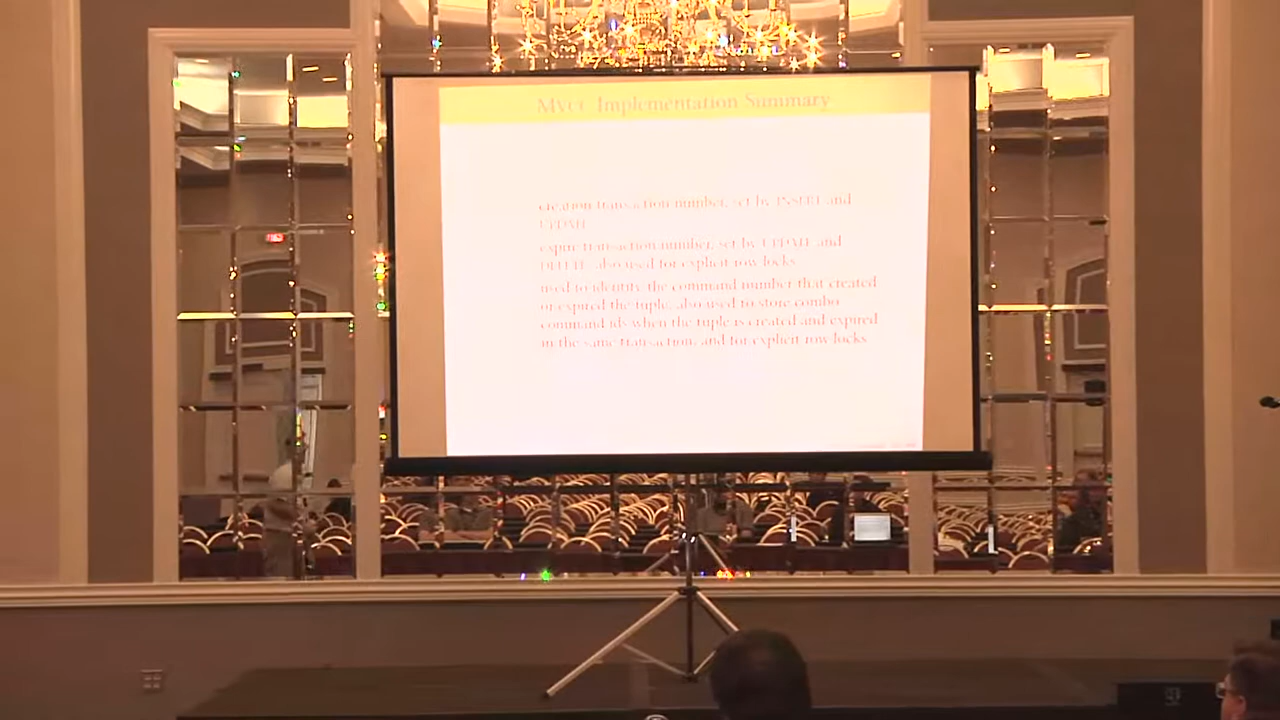 MVCC Implementation Summary
creation transaction number, set by INSERT and
UPDATE
expire transaction number, set by UPDATE and
DELETE, also used for explicit row locks
used to identify the command number that created
or expired the tuple, also used to store combo
command ids when the tuple is created and expired
in the same transaction, and for explicit row locks